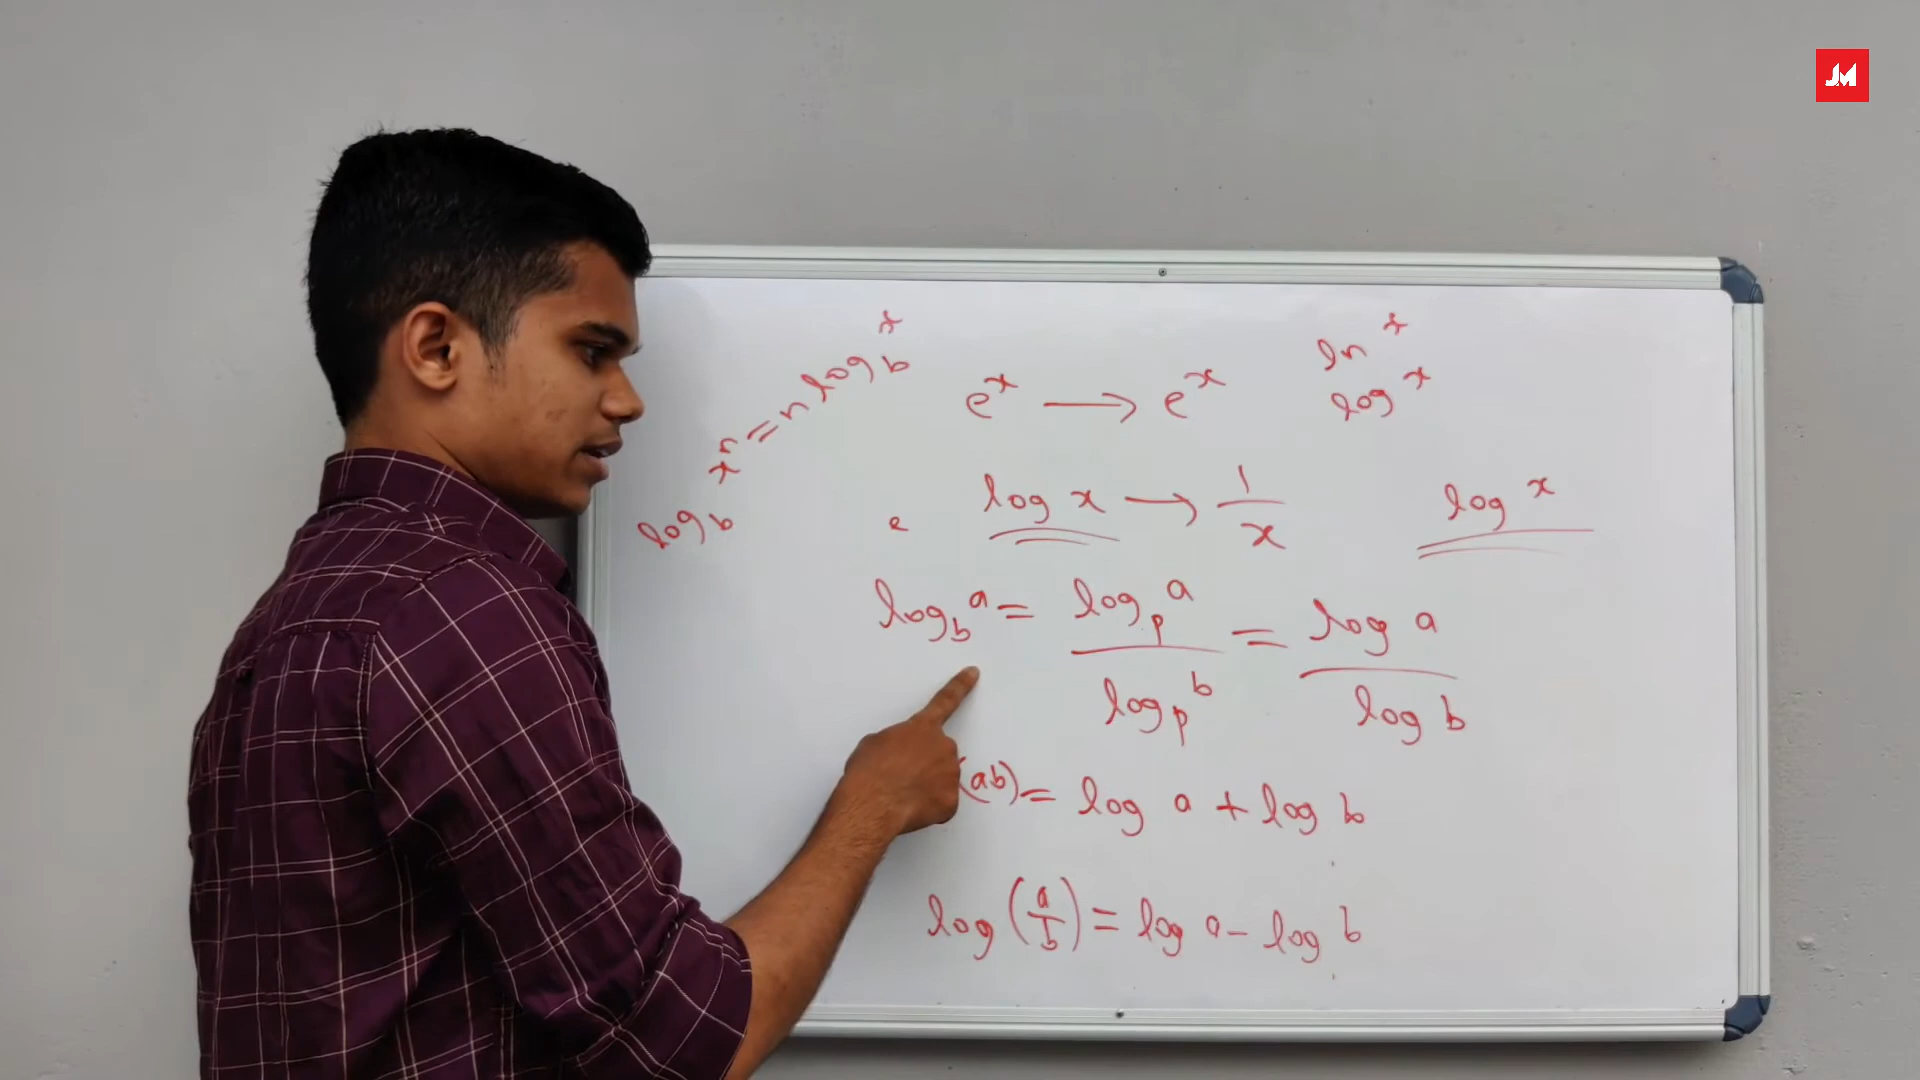 JM
log_b x^n = n log_b x
e^x → e^x
ln x
log x
e log x → 1/x
log x
log_b a = log_p a / log_p b = log a / log b
(ab) = log a + log b
log (a/b) = log a - log b